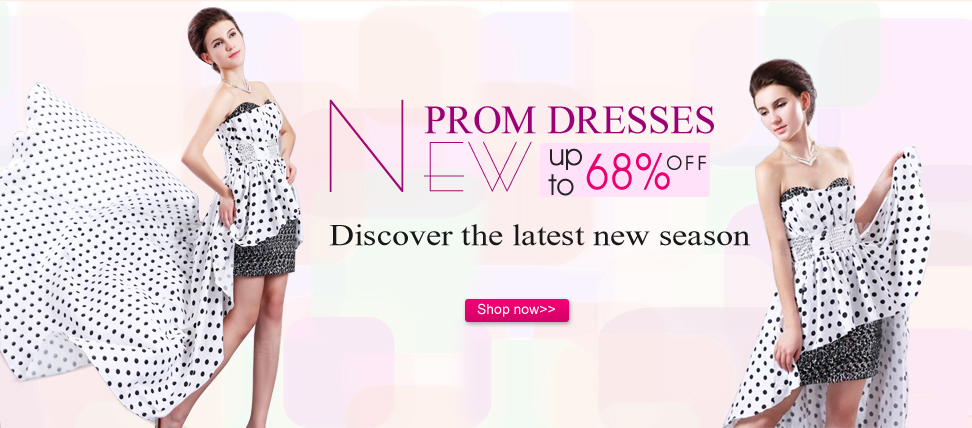 NEW PROM DRESSES
up to 68% OFF
Discover the latest new season
Shop now>>